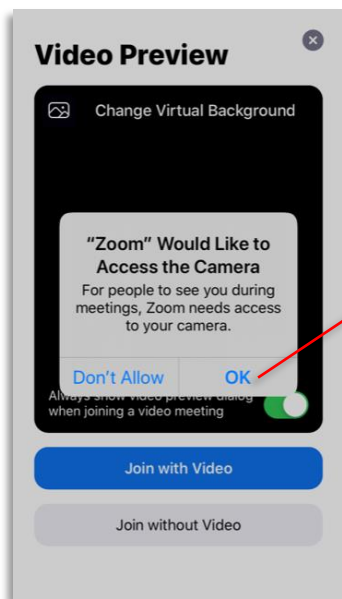 Video Preview
Change Virtual Background
“Zoom” Would Like to
Access the Camera
For people to see you during
meetings, Zoom needs access
to your camera.
Don’t Allow OK
Always show video preview dialog
when joining a video meeting
Join with Video
Join without Video